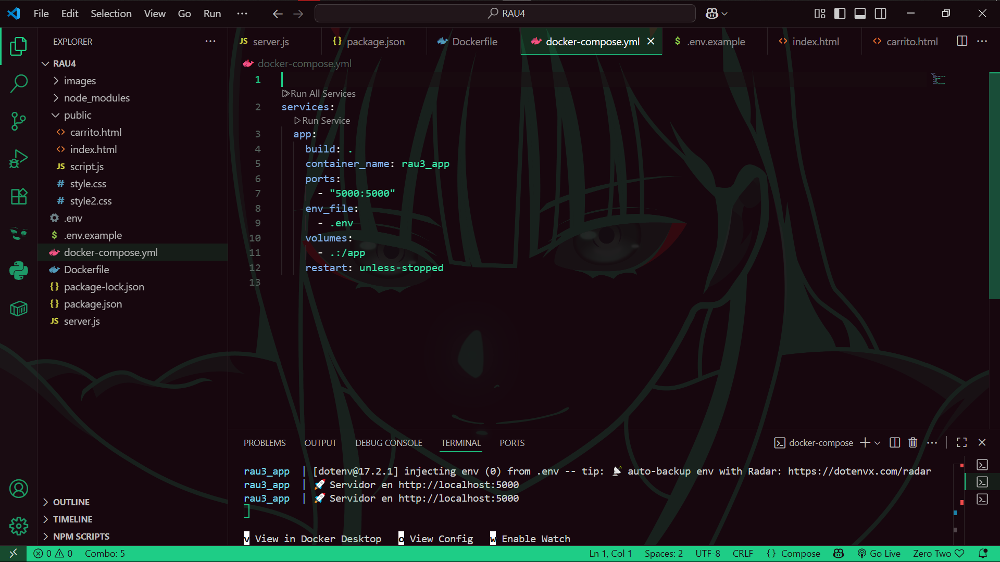 File Edit Selection View Go Run ··· RAU4
EXPLORER ···
RAU4
images
node_modules
public
carrito.html
index.html
script.js
style.css
style2.css
.env
.env.example
docker-compose.yml
Dockerfile
package-lock.json
package.json
server.js
OUTLINE
TIMELINE
NPM SCRIPTS
server.js package.json Dockerfile docker-compose.yml .env.example index.html carrito.html ···
docker-compose.yml
1
Run All Services
2 services:
Run Service
3 app:
4 build: .
5 container_name: rau3_app
6 ports:
7 - "5000:5000"
8 env_file:
9 - .env
10 volumes:
11 - .:/app
12 restart: unless-stopped
13
PROBLEMS OUTPUT DEBUG CONSOLE TERMINAL PORTS docker-compose ···
rau3_app | [dotenv@17.2.1] injecting env (0) from .env -- tip: 📡 auto-backup env with Radar: https://dotenvx.com/radar
rau3_app | 🚀 Servidor en http://localhost:5000
rau3_app | 🚀 Servidor en http://localhost:5000
v View in Docker Desktop o View Config w Enable Watch
0 0 Combo: 5 Ln 1, Col 1 Spaces: 2 UTF-8 CRLF {} Compose Go Live Zero Two ♡